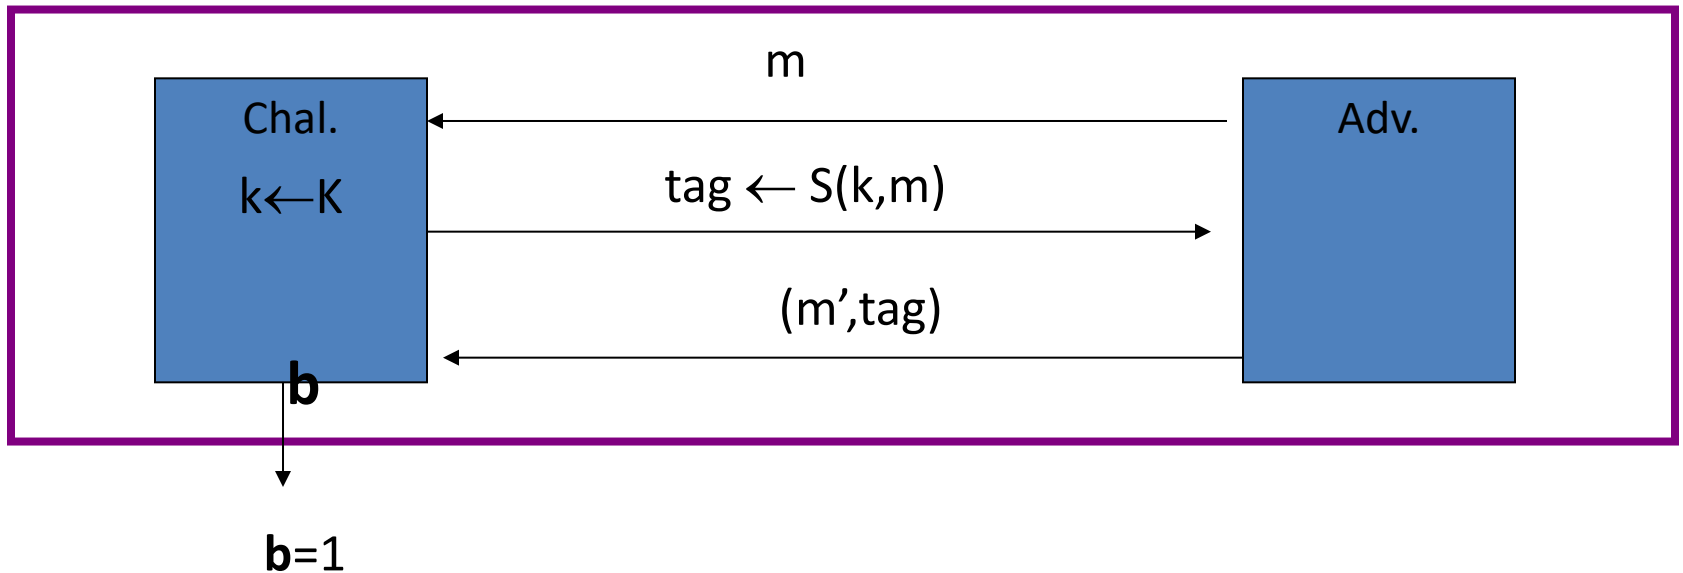 m
Chal.
Adv.
tag ← S(k,m)
k←K
(m’,tag)
b
b=1